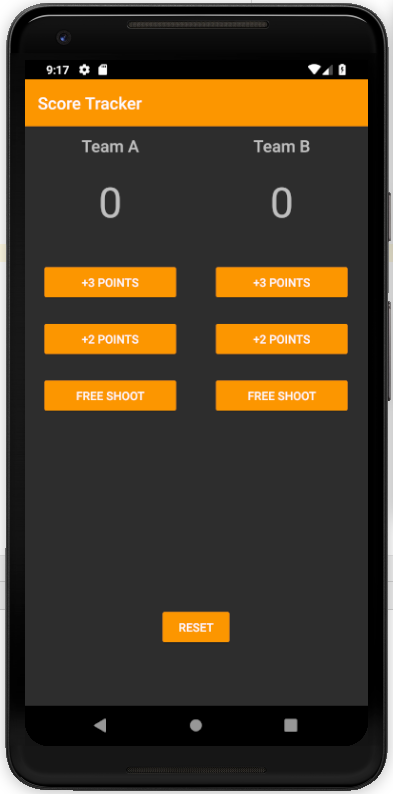 9:17
Score Tracker
Team A Team B
0 0
+3 POINTS +3 POINTS
+2 POINTS +2 POINTS
FREE SHOOT FREE SHOOT
RESET